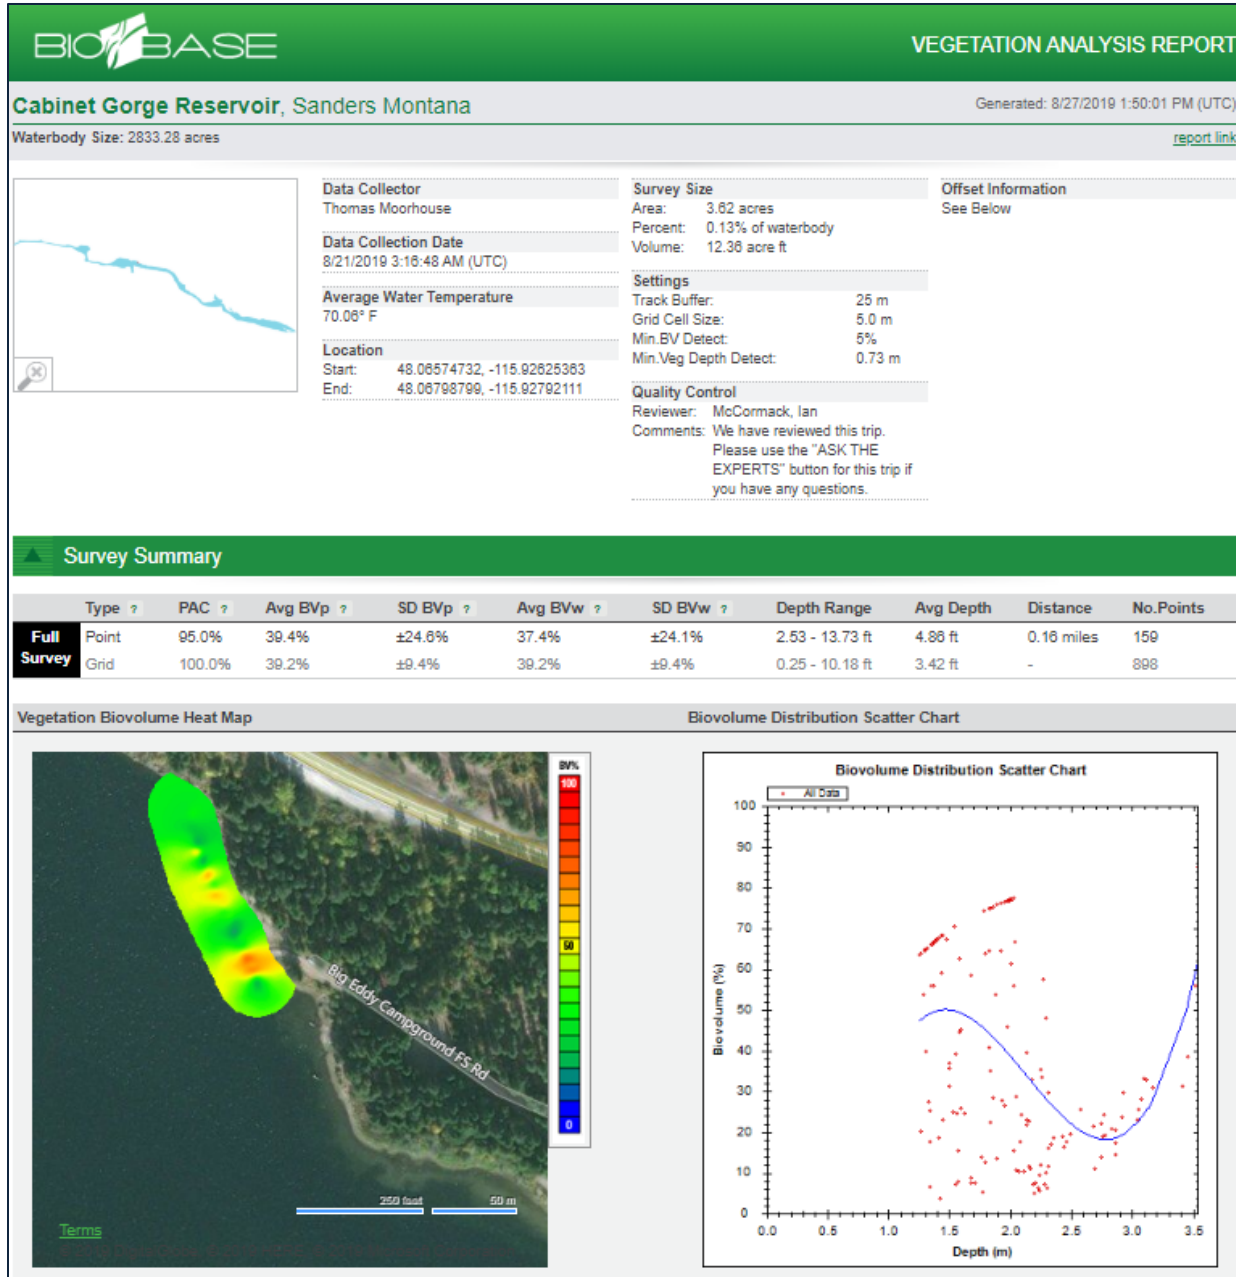 BIOBASE
VEGETATION ANALYSIS REPORT
Cabinet Gorge Reservoir, Sanders Montana
Generated: 8/27/2019 1:50:01 PM (UTC)
Waterbody Size: 2833.28 acres
report link
Data Collector
Thomas Moorhouse
Data Collection Date
8/21/2019 3:16:48 AM (UTC)
Average Water Temperature
70.06° F
Location
Start: 48.06574732, -115.92625363
End: 48.06798799, -115.92792111
Survey Size
Area: 3.62 acres
Percent: 0.13% of waterbody
Volume: 12.36 acre ft
Settings
Track Buffer: 25 m
Grid Cell Size: 5.0 m
Min.BV Detect: 5%
Min.Veg Depth Detect: 0.73 m
Quality Control
Reviewer: McCormack, Ian
Comments: We have reviewed this trip.
Please use the "ASK THE
EXPERTS" button for this trip if
you have any questions.
Offset Information
See Below
Survey Summary
Type ? PAC ? Avg BVp ? SD BVp ? Avg BVw ? SD BVw ? Depth Range Avg Depth Distance No.Points
Full Survey
Point 95.0% 39.4% ±24.6% 37.4% ±24.1% 2.53 - 13.73 ft 4.86 ft 0.16 miles 159
Grid 100.0% 39.2% ±9.4% 39.2% ±9.4% 0.25 - 10.18 ft 3.42 ft - 898
Vegetation Biovolume Heat Map
Biovolume Distribution Scatter Chart
BV%
100
50
0
Big Eddy Campground FS Rd
250 feet 50 m
Terms
Biovolume Distribution Scatter Chart
All Data
Biovolume (%)
100
90
80
70
60
50
40
30
20
10
0
0.0 0.5 1.0 1.5 2.0 2.5 3.0 3.5
Depth (m)